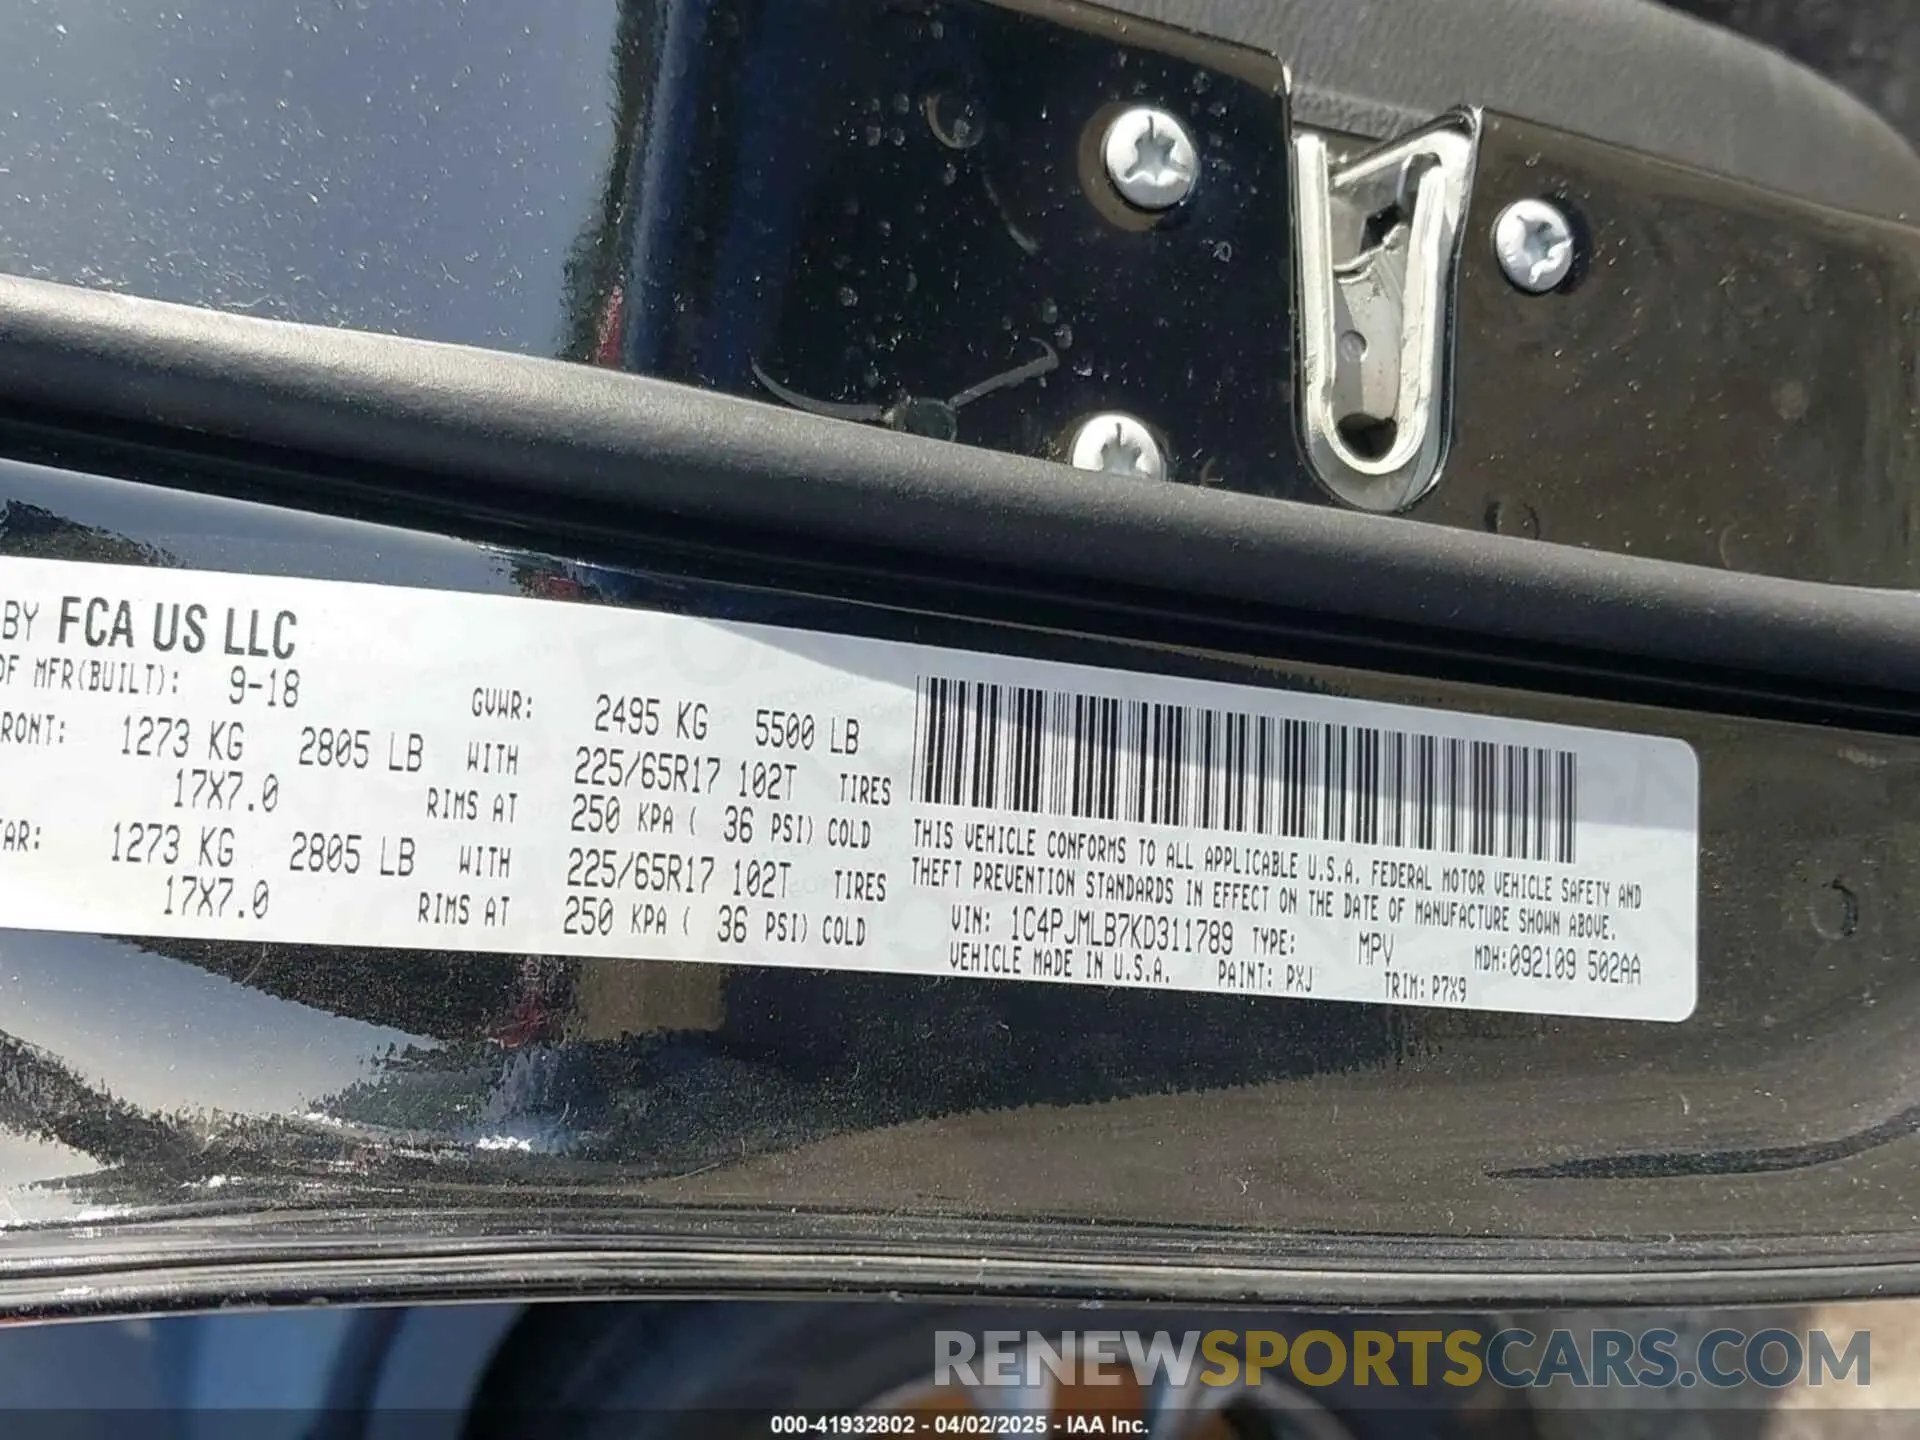 BY FCA US LLC
OF MFR(BUILT): 9-18 GVWR: 2495 KG 5500 LB
RONT: 1273 KG 2805 LB WITH 225/65R17 102T TIRES
17X7.0 RIMS AT 250 KPA ( 36 PSI) COLD
EAR: 1273 KG 2805 LB WITH 225/65R17 102T TIRES
17X7.0 RIMS AT 250 KPA ( 36 PSI) COLD
THIS VEHICLE CONFORMS TO ALL APPLICABLE U.S.A. FEDERAL MOTOR VEHICLE SAFETY AND
THEFT PREVENTION STANDARDS IN EFFECT ON THE DATE OF MANUFACTURE SHOWN ABOVE.
VIN: 1C4PJMLB7KD311789 TYPE: MPV MDH:092109 502AA
VEHICLE MADE IN U.S.A. PAINT: PXJ TRIM: P7X9
RENEWSPORTSCARS.COM
000-41932802 - 04/02/2025 - IAA Inc.